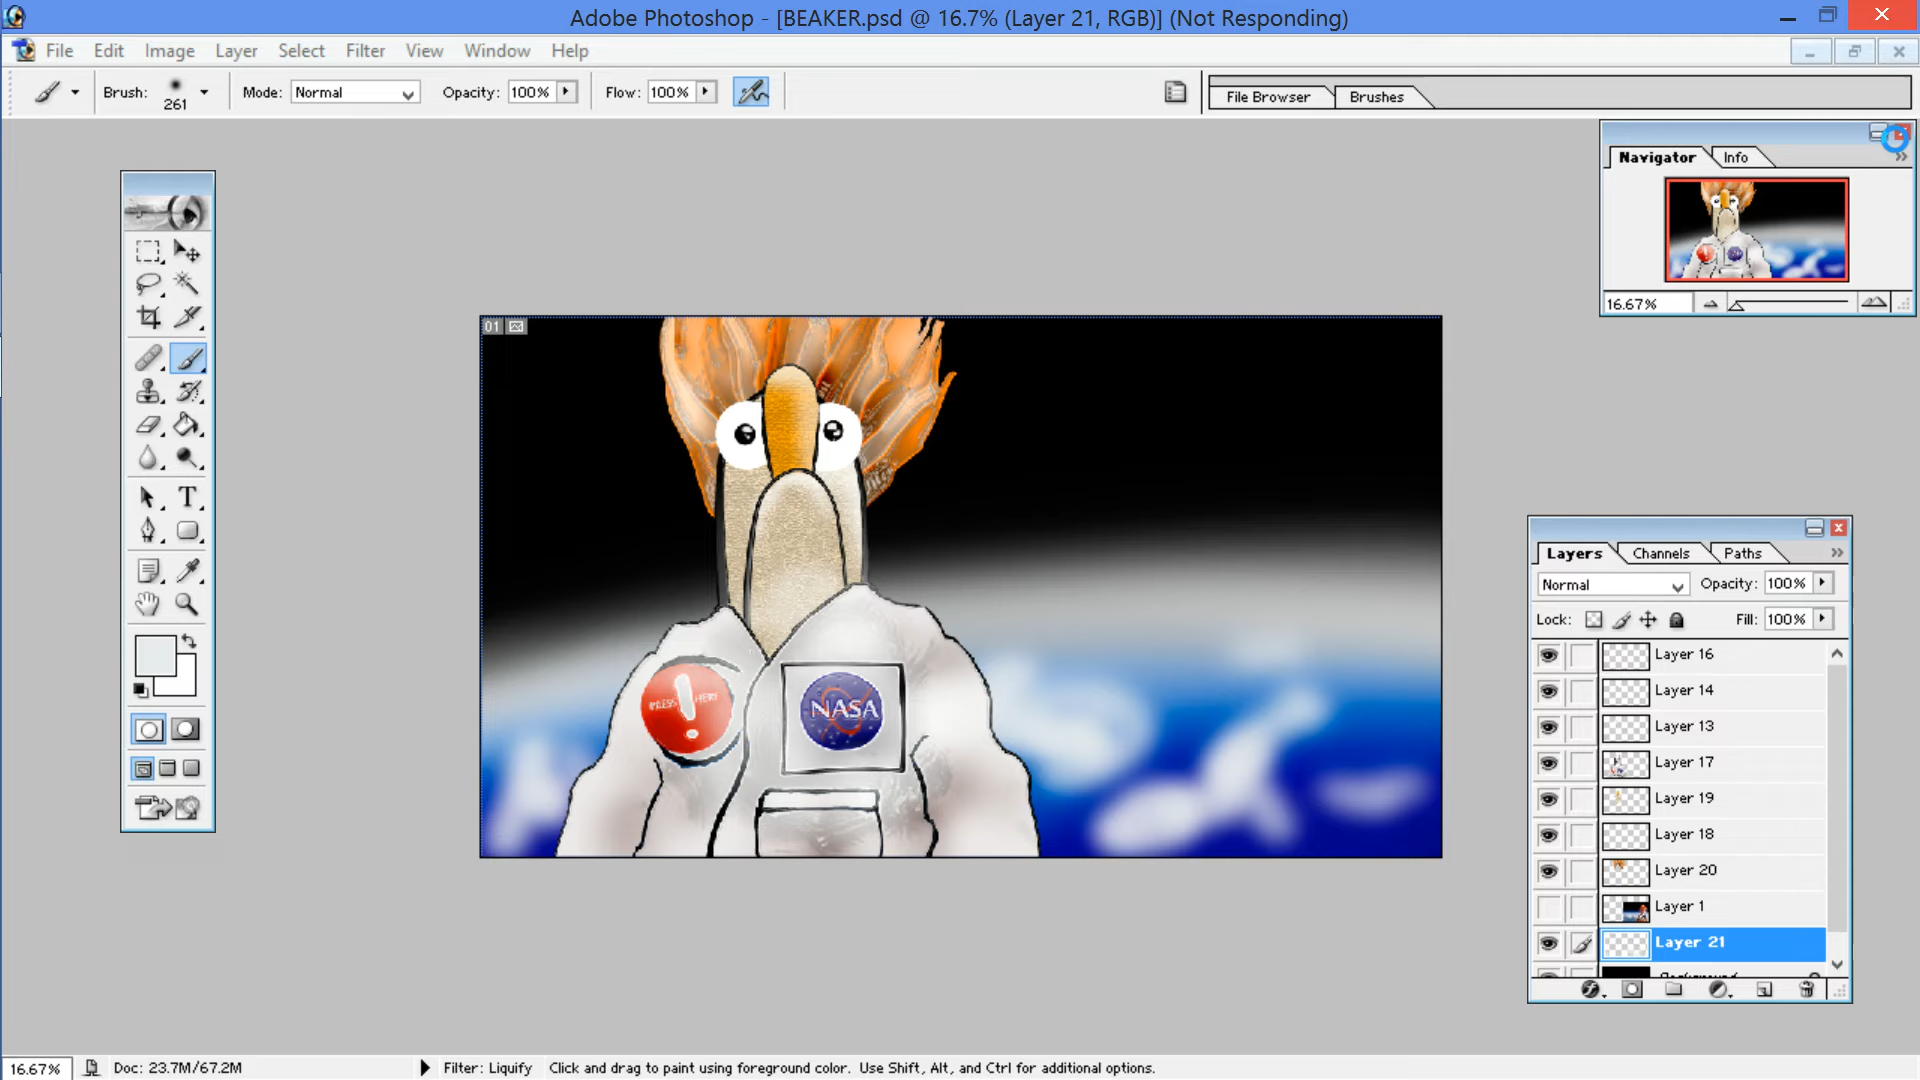 Adobe Photoshop - [BEAKER.psd @ 16.7% (Layer 21, RGB)] (Not Responding)
File Edit Image Layer Select Filter View Window Help
Brush: 261 Mode: Normal Opacity: 100% Flow: 100% File Browser Brushes
Navigator Info
16.67%
01
PRESS ! HERE
NASA
Layers Channels Paths
Normal Opacity: 100%
Lock: Fill: 100%
Layer 16
Layer 14
Layer 13
Layer 17
Layer 19
Layer 18
Layer 20
Layer 1
Layer 21
Background
16.67% Doc: 23.7M/67.2M Filter: Liquify Click and drag to paint using foreground color. Use Shift, Alt, and Ctrl for additional options.